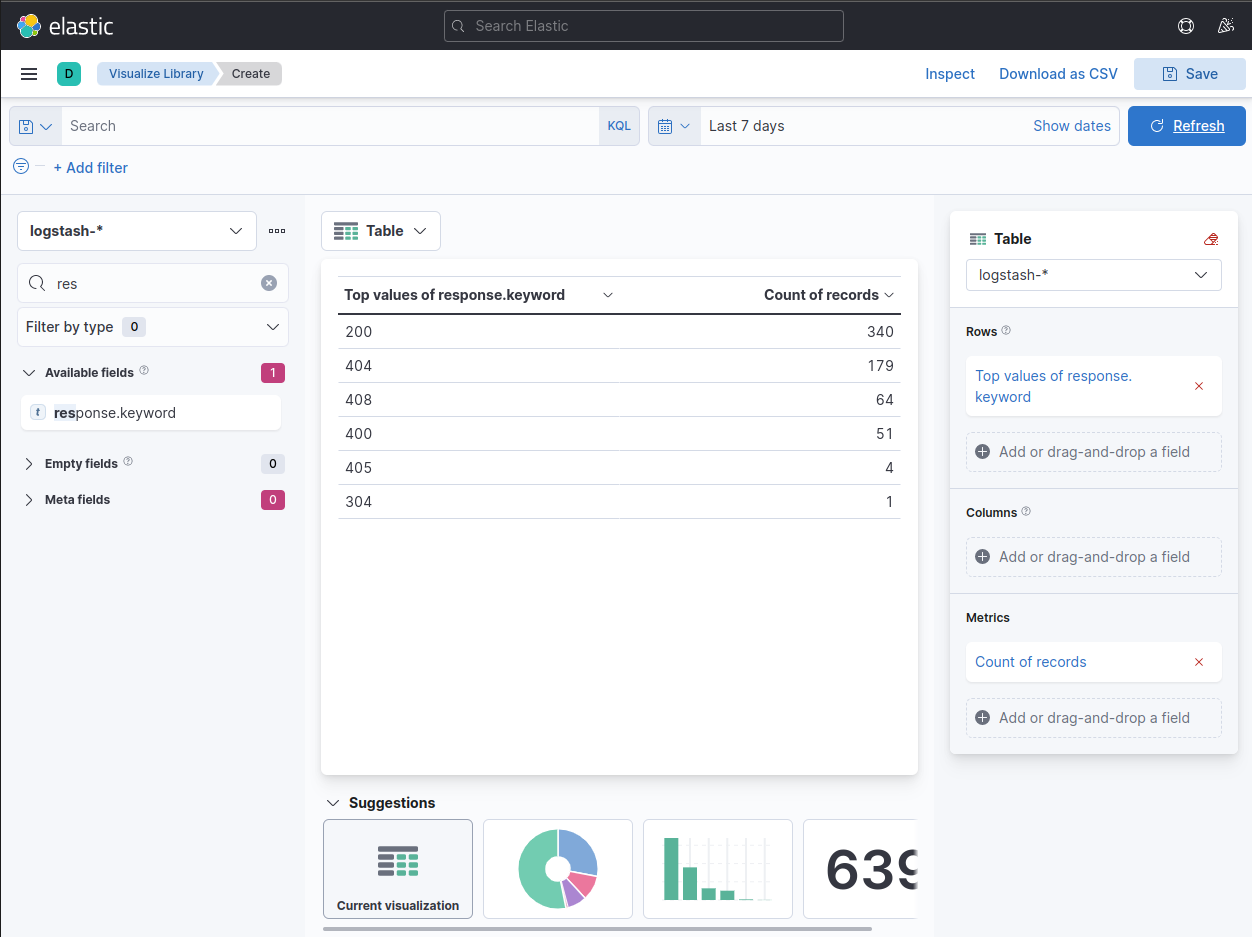 elastic
Search Elastic
D
Visualize Library
Create
Inspect
Download as CSV
Save
Search
KQL
Last 7 days
Show dates
Refresh
+ Add filter
logstash-*
res
Filter by type 0
Available fields 1
t response.keyword
Empty fields 0
Meta fields 0
Table
Top values of response.keyword Count of records
200 340
404 179
408 64
400 51
405 4
304 1
Suggestions
Current visualization
639
Table
logstash-*
Rows
Top values of response.
keyword
Add or drag-and-drop a field
Columns
Add or drag-and-drop a field
Metrics
Count of records
Add or drag-and-drop a field